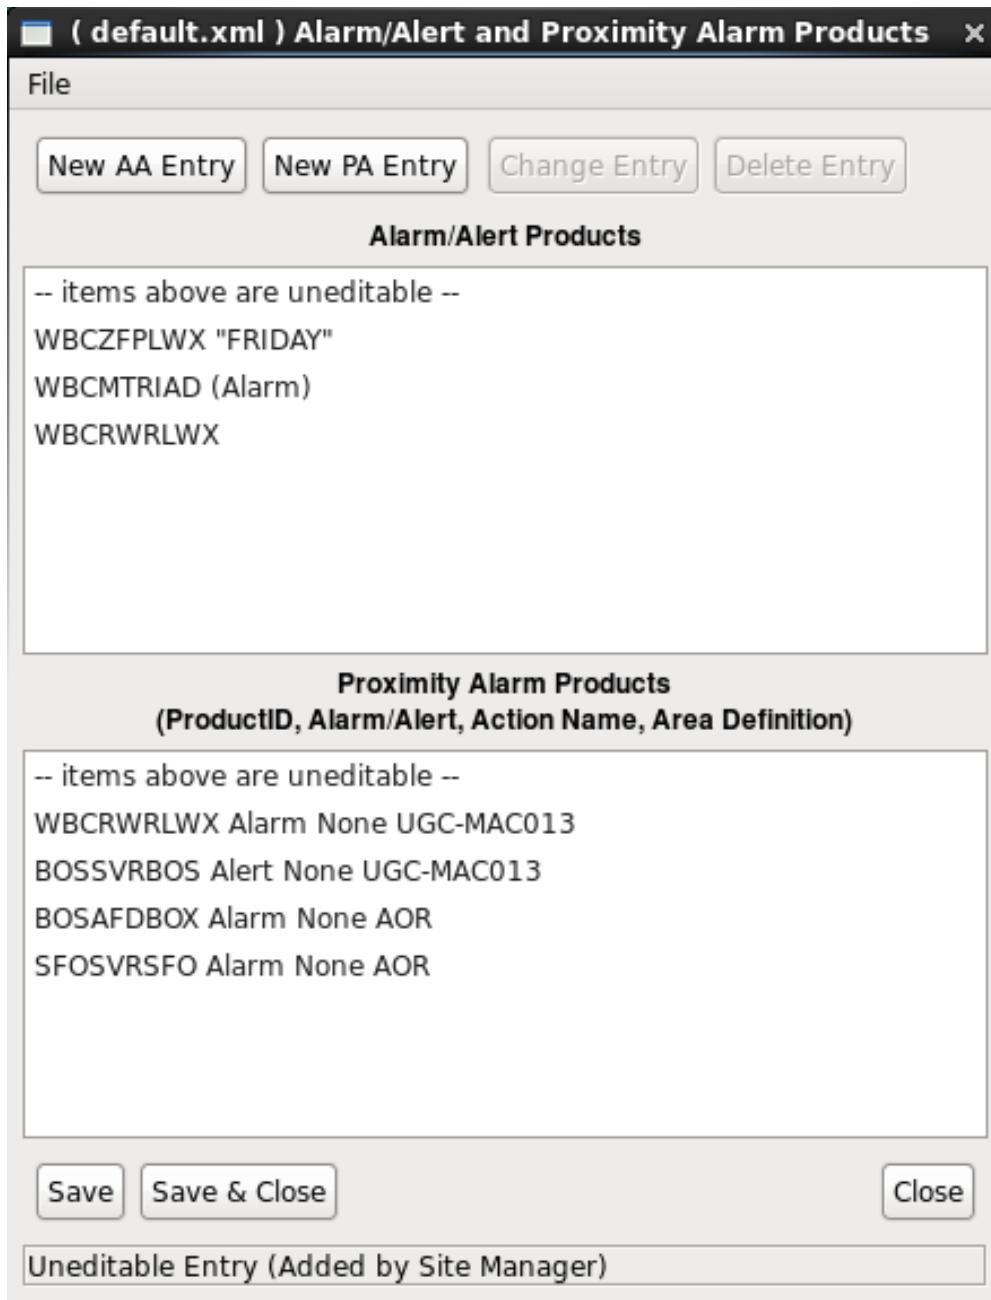 ( default.xml ) Alarm/Alert and Proximity Alarm Products
File
New AA Entry New PA Entry Change Entry Delete Entry
Alarm/Alert Products
-- items above are uneditable --
WBCZFPLWX "FRIDAY"
WBCMTRIAD (Alarm)
WBCRWRLWX
Proximity Alarm Products
(ProductID, Alarm/Alert, Action Name, Area Definition)
-- items above are uneditable --
WBCRWRLWX Alarm None UGC-MAC013
BOSSVRBOS Alert None UGC-MAC013
BOSAFDBOX Alarm None AOR
SFOSVRSFO Alarm None AOR
Save Save & Close Close
Uneditable Entry (Added by Site Manager)